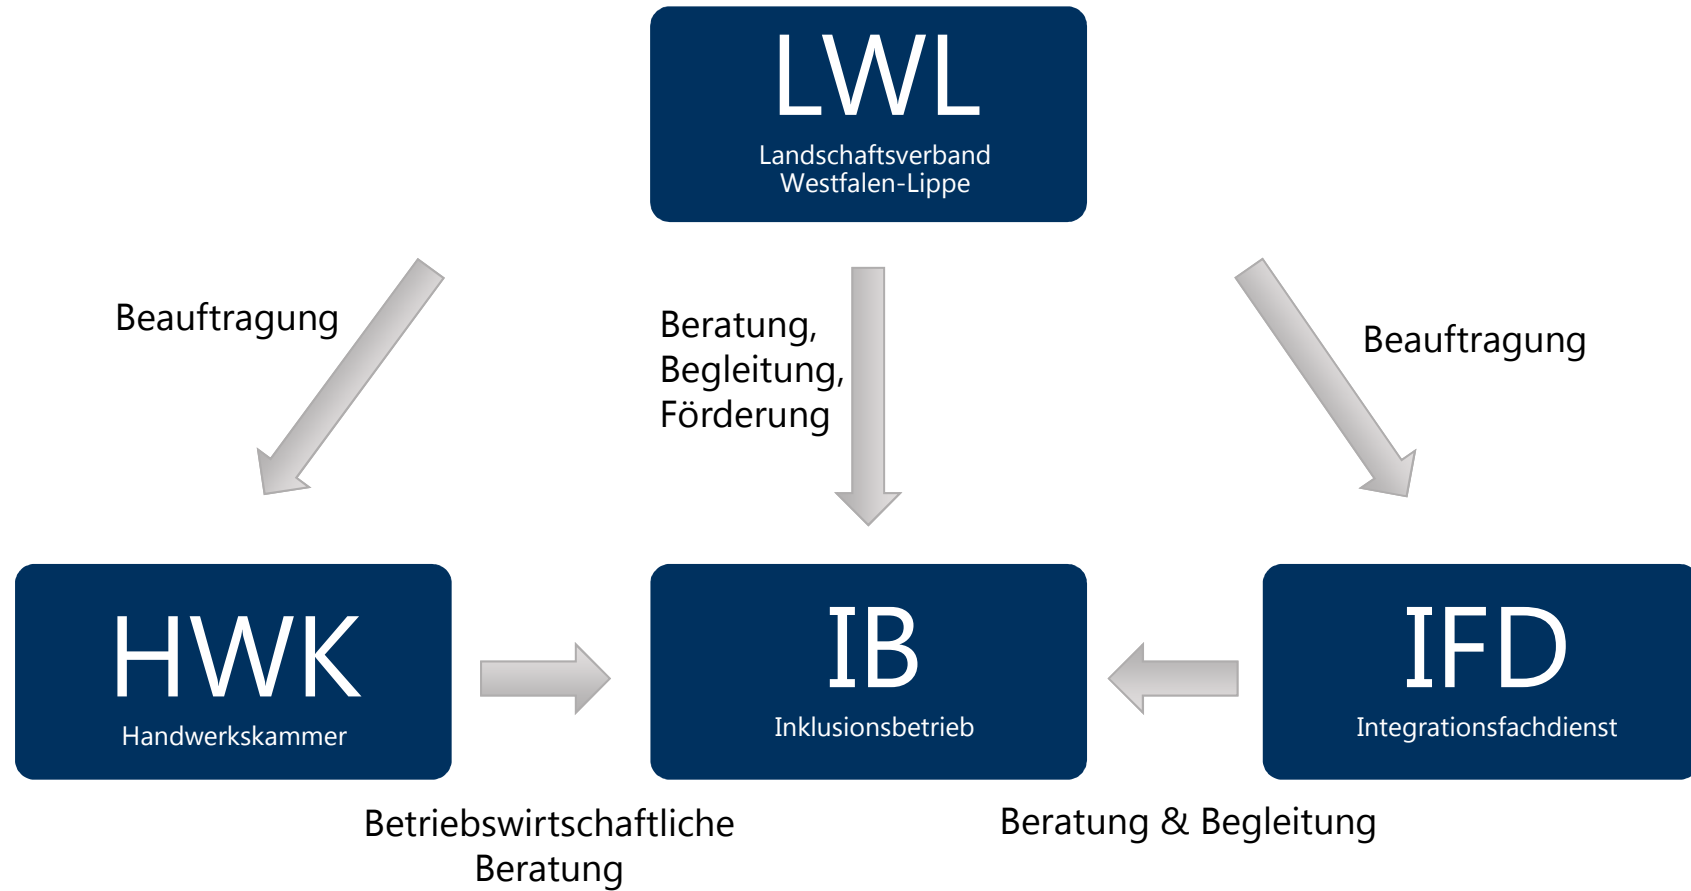 LWL
Landschaftsverband
Westfalen-Lippe
Beauftragung
Beratung,
Begleitung,
Förderung
Beauftragung
HWK
Handwerkskammer
IB
Inklusionsbetrieb
IFD
Integrationsfachdienst
Betriebswirtschaftliche
Beratung
Beratung & Begleitung